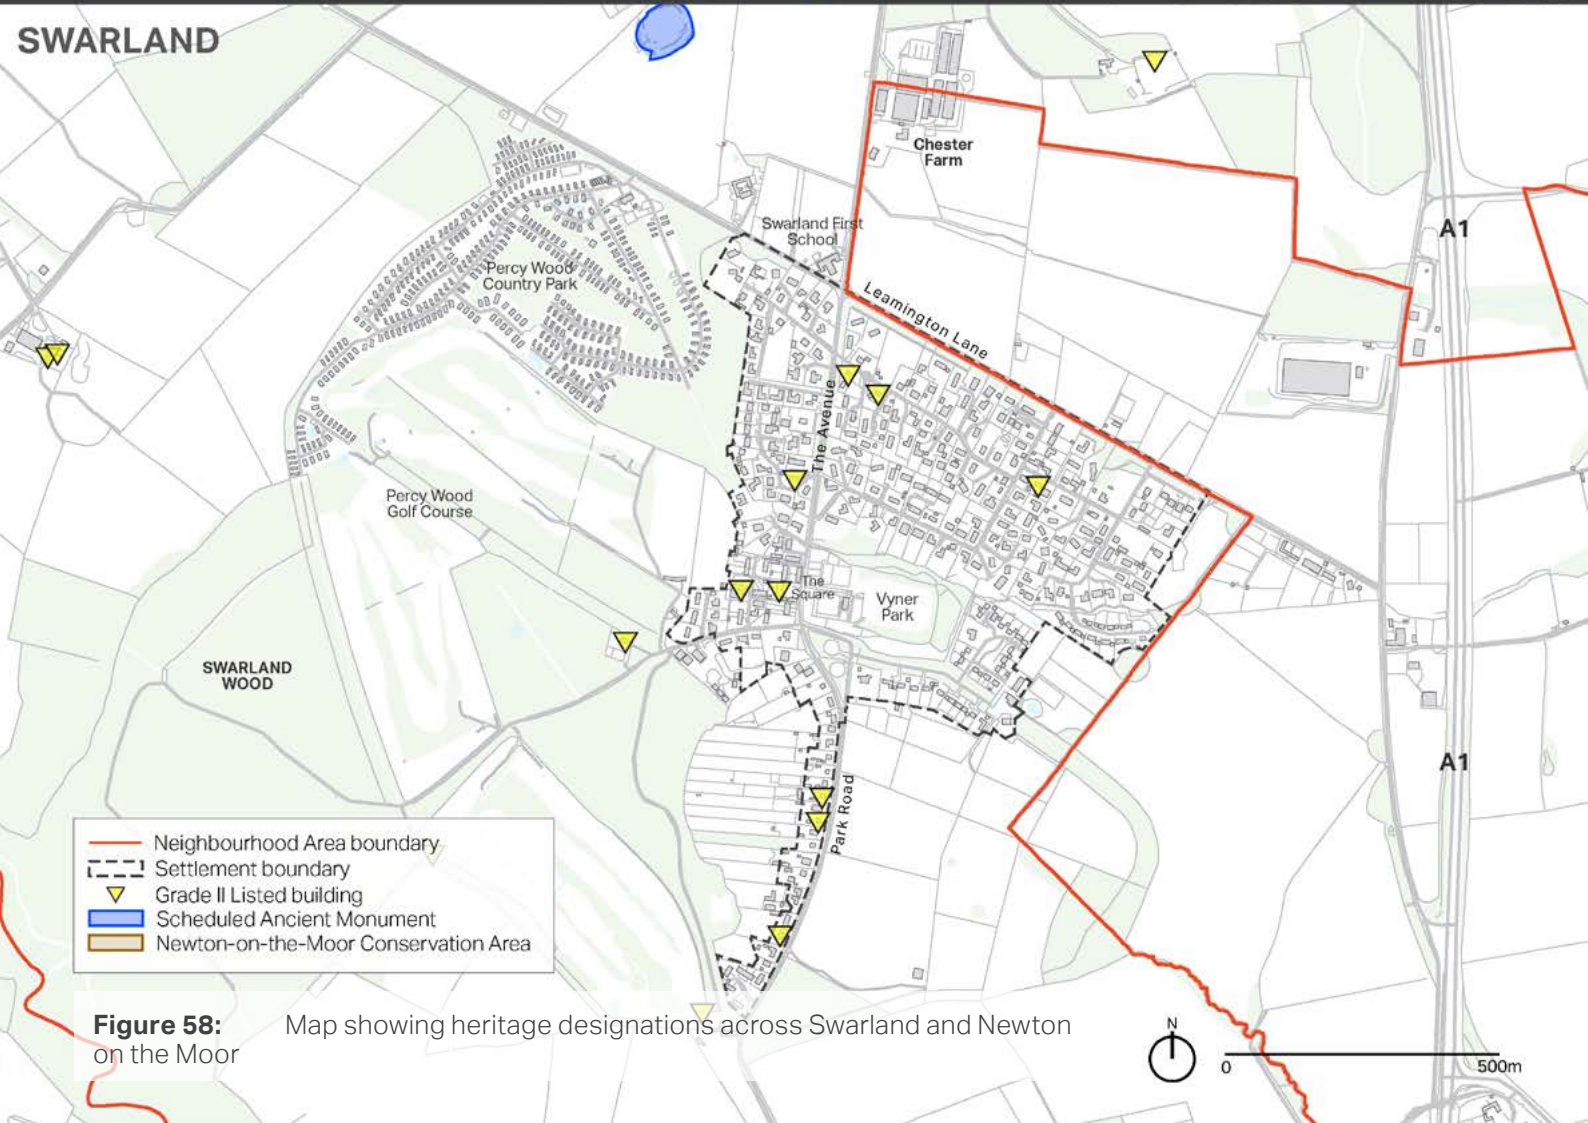 SWARLAND
Chester
Farm
A1
Swarland First
School
Percy Wood
Country Park
Leamington Lane
The Avenue
Percy Wood
Golf Course
The
Square
Vyner
Park
SWARLAND
WOOD
A1
Park Road
Neighbourhood Area boundary
Settlement boundary
Grade II Listed building
Scheduled Ancient Monument
Newton-on-the-Moor Conservation Area
Figure 58: Map showing heritage designations across Swarland and Newton
on the Moor
N
0
500m